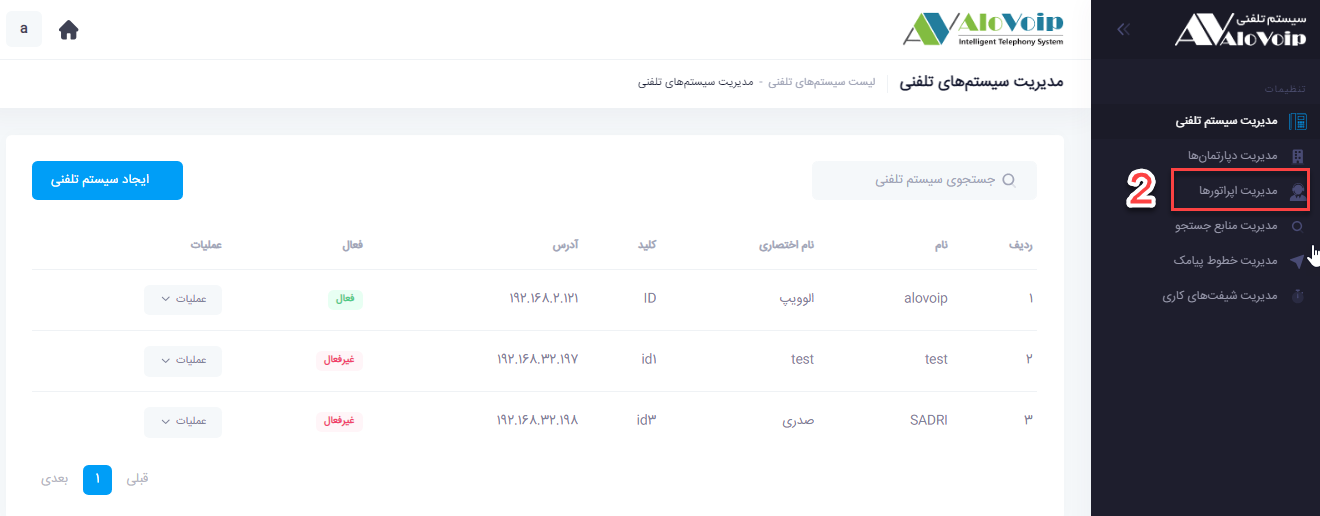 سیستم تلفنی
AloVoip
AloVoip
Intelligent Telephony System
a
تنظیمات
مدیریت سیستم تلفنی
مدیریت دپارتمان‌ها
مدیریت اپراتورها
2
مدیریت منابع جستجو
مدیریت خطوط پیامک
مدیریت شیفت‌های کاری
مدیریت سیستم‌های تلفنی
لیست سیستم‌های تلفنی - مدیریت سیستم‌های تلفنی
جستجوی سیستم تلفنی
ایجاد سیستم تلفنی
ردیف نام نام اختصاری کلید آدرس فعال عملیات
۱ alovoip الوویپ ID ۱۹۲.۱۶۸.۲.۱۲۱ فعال عملیات
۲ test test id۱ ۱۹۲.۱۶۸.۳۲.۱۹۷ غیرفعال عملیات
۳ SADRI صدری id۳ ۱۹۲.۱۶۸.۳۲.۱۹۸ غیرفعال عملیات
قبلی ۱ بعدی